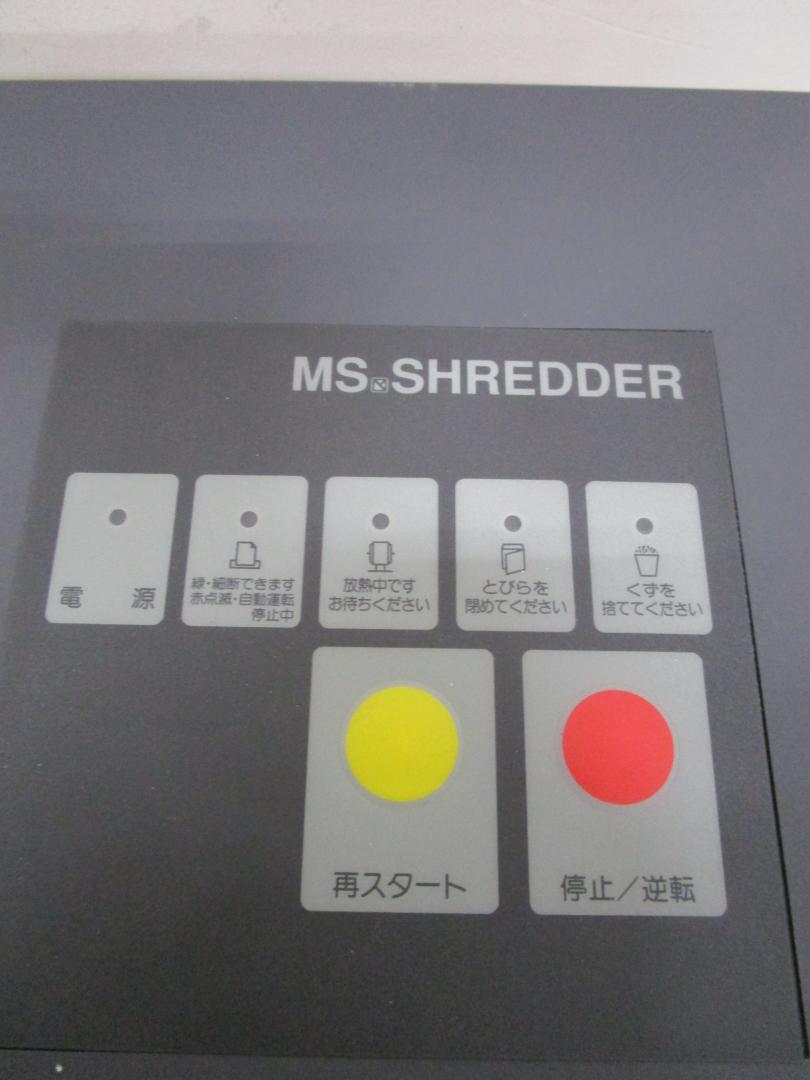 MS SHREDDER
電 源
緑・細断できます
赤点滅・自動運転
停止中
放熱中です
お待ちください
とびらを
閉めてください
くずを
捨ててください
再スタート
停止／逆転